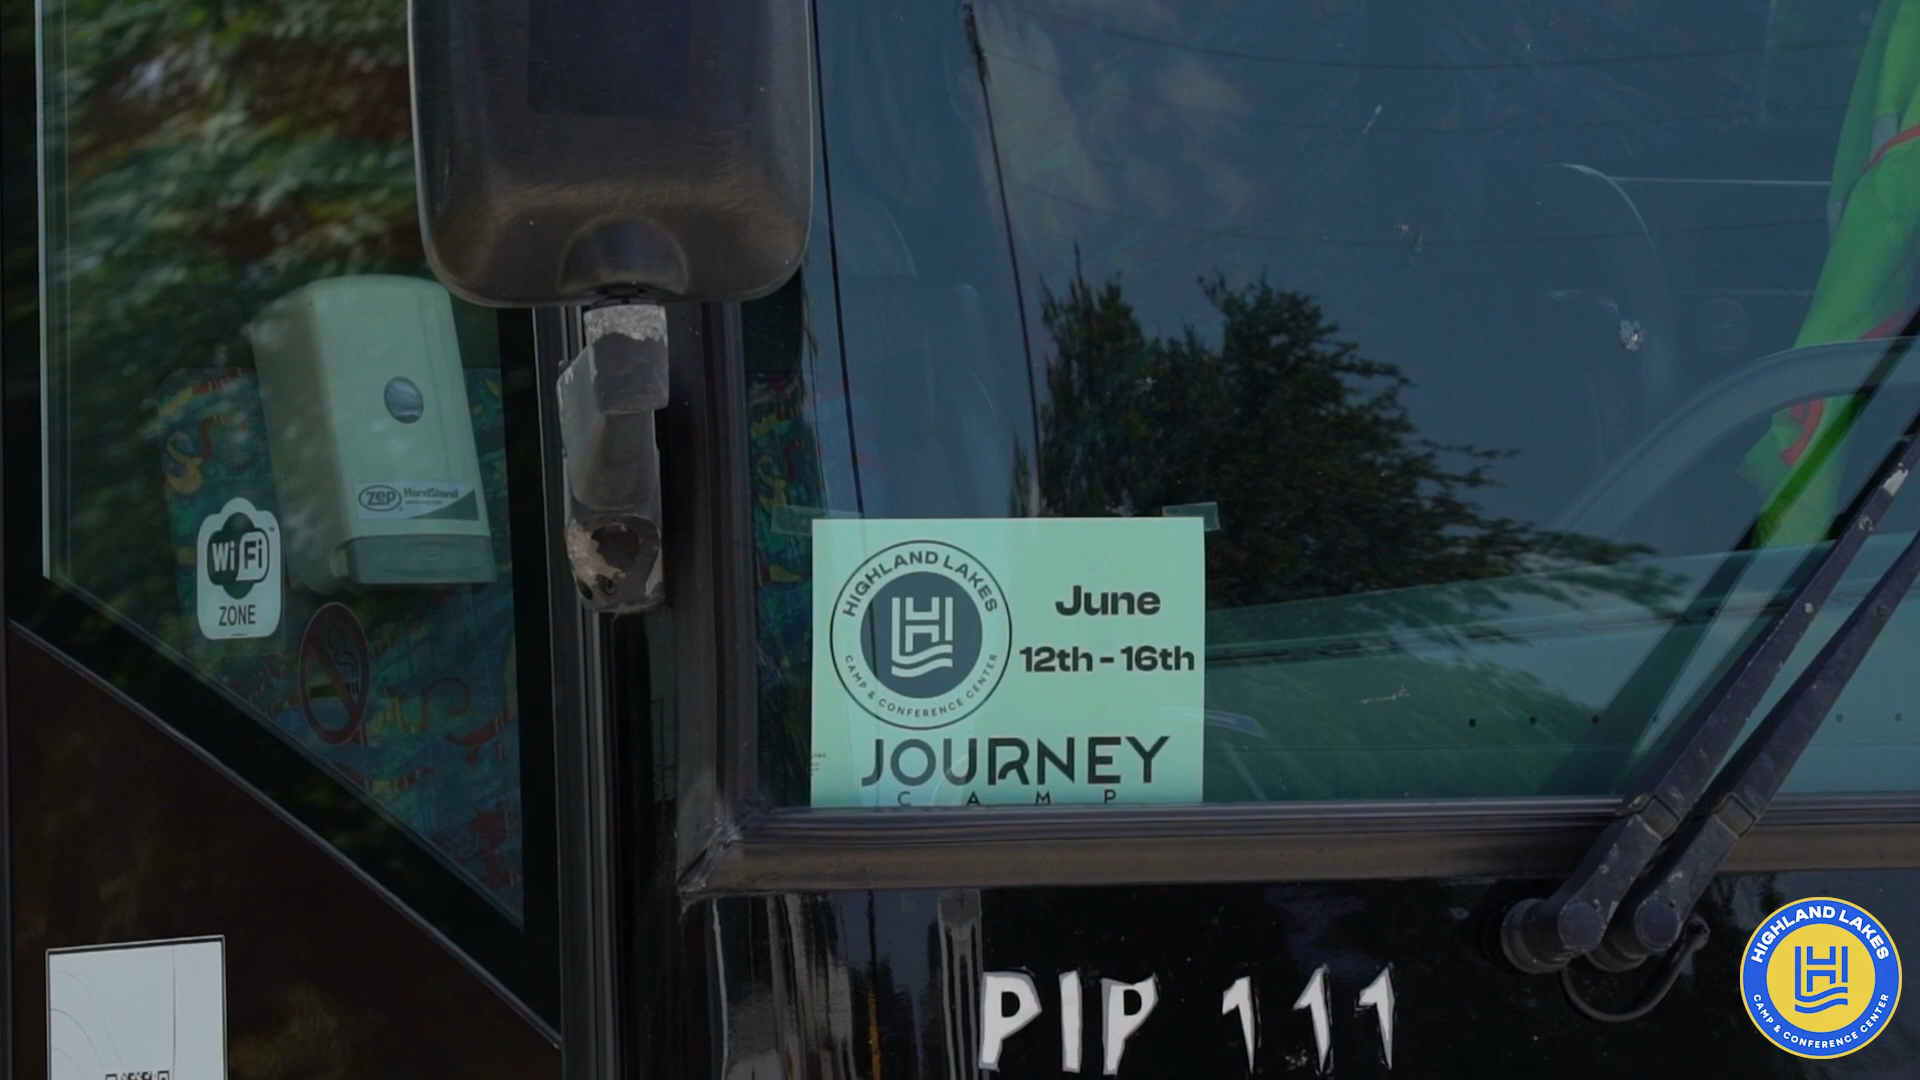 zep HandStand
WiFi
ZONE
HIGHLAND LAKES
CAMP & CONFERENCE CENTER
June
12th - 16th
JOURNEY
CAMP
PIP 111
HIGHLAND LAKES
CAMP & CONFERENCE CENTER